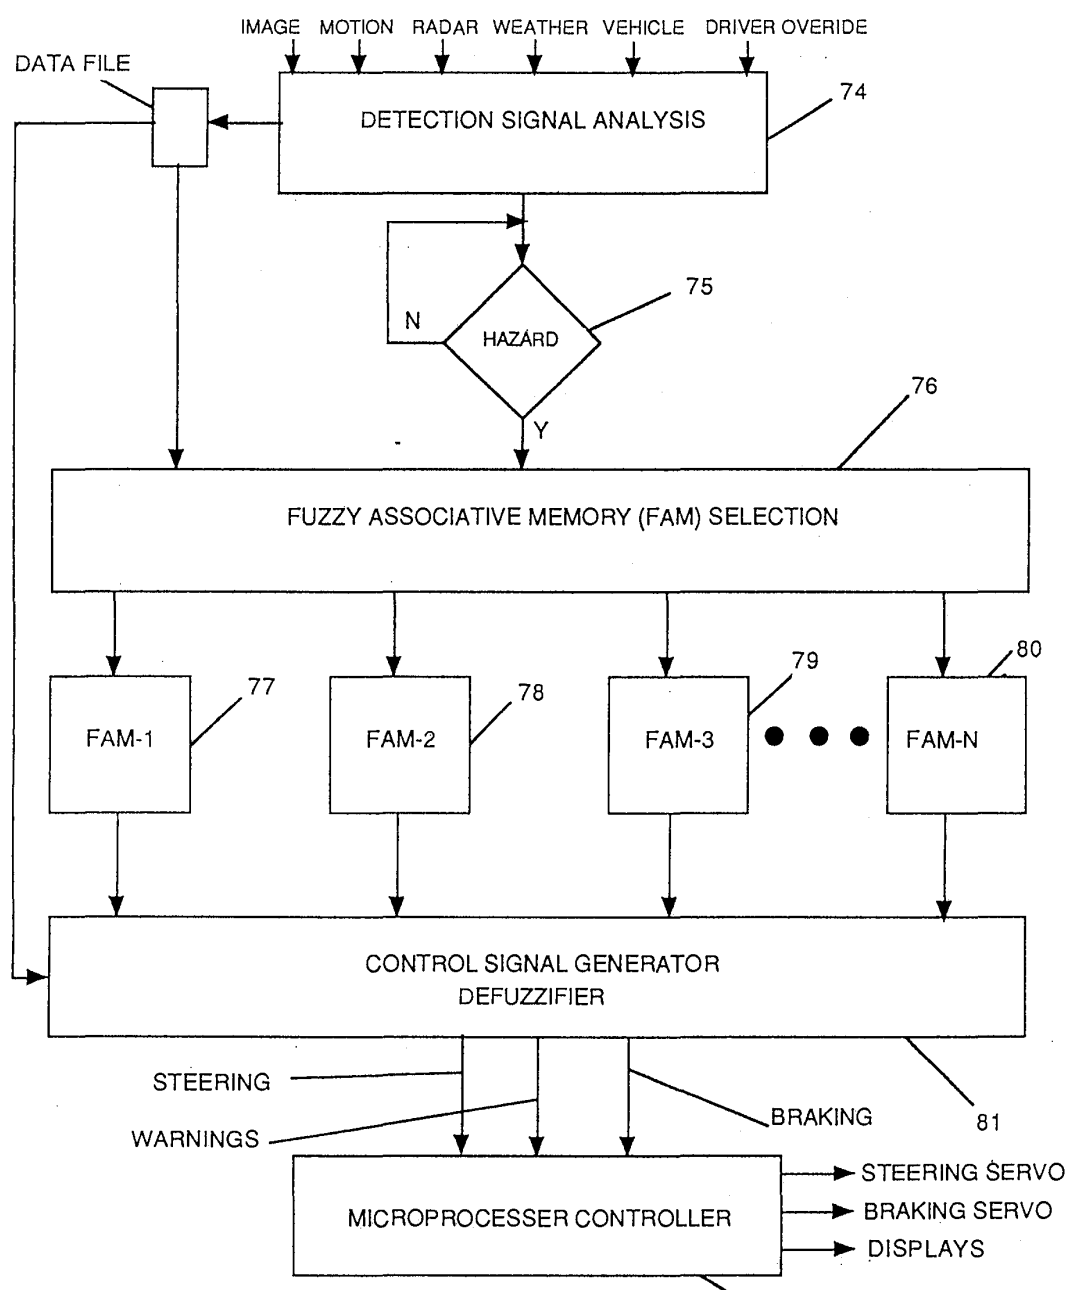 IMAGE MOTION RADAR WEATHER VEHICLE DRIVER OVERIDE
DATA FILE
74
DETECTION SIGNAL ANALYSIS
75
N
HAZARD
Y
76
FUZZY ASSOCIATIVE MEMORY (FAM) SELECTION
77
78
79
80
FAM-1
FAM-2
FAM-3
FAM-N
CONTROL SIGNAL GENERATOR
DEFUZZIFIER
STEERING
WARNINGS
BRAKING
81
MICROPROCESSER CONTROLLER
STEERING SERVO
BRAKING SERVO
DISPLAYS